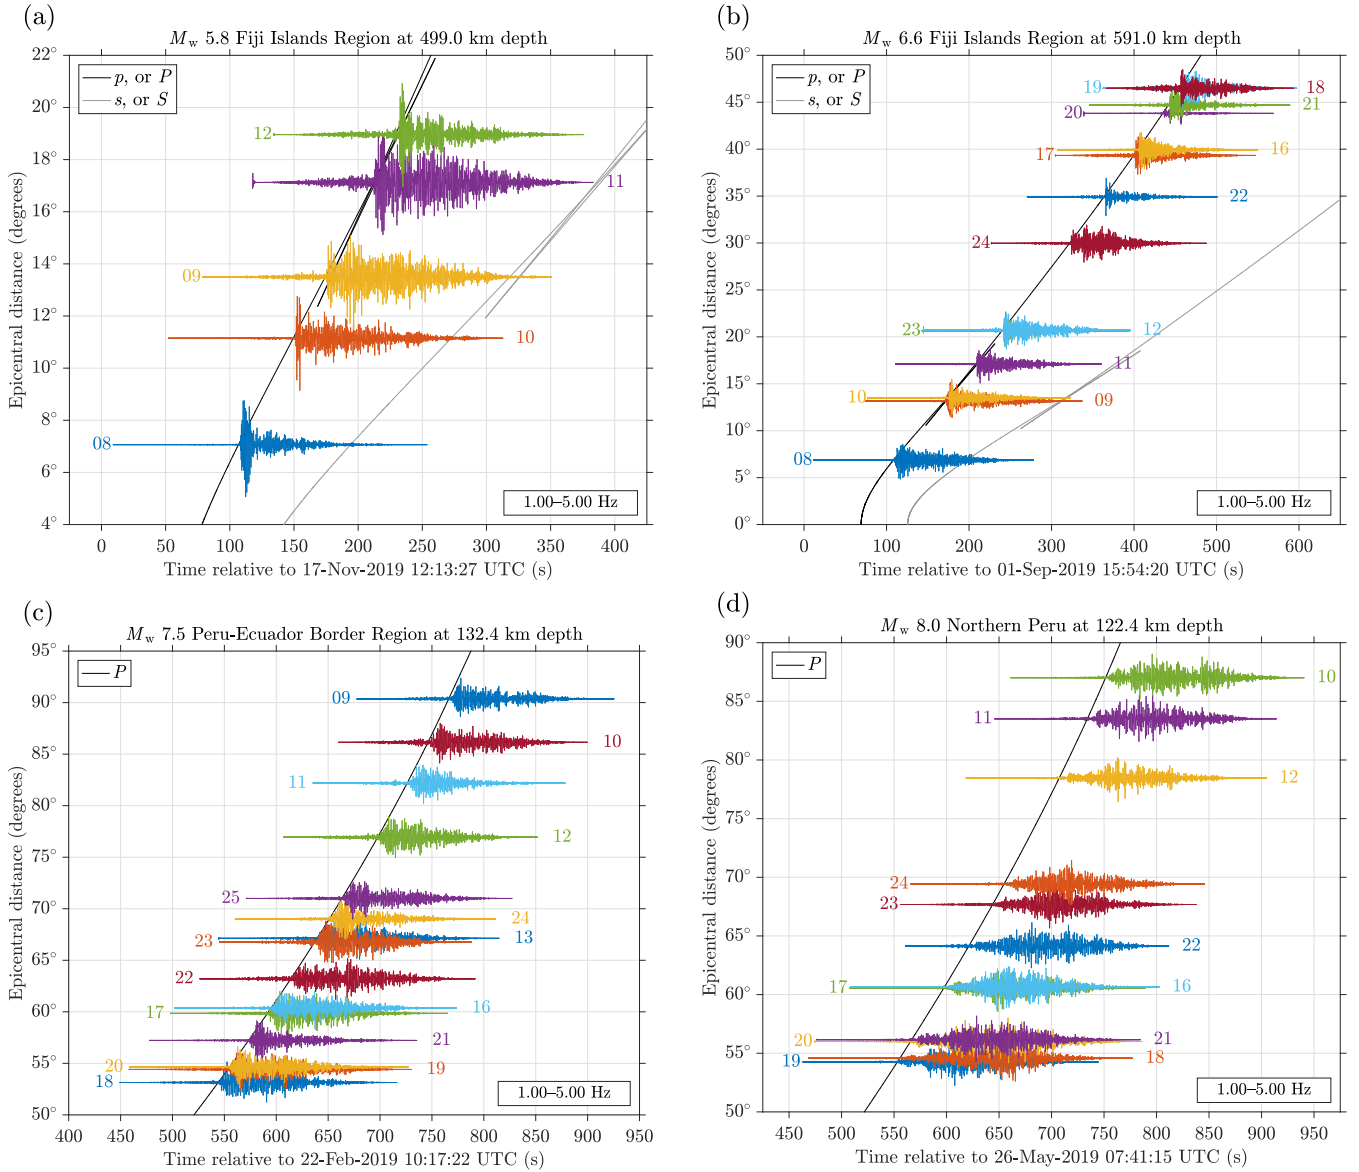 (a)
M_w 5.8 Fiji Islands Region at 499.0 km depth
p, or P
s, or S
22°
20°
18°
16°
14°
12°
10°
8°
6°
4°
Epicentral distance (degrees)
12
11
09
10
08
1.00–5.00 Hz
0 50 100 150 200 250 300 350 400
Time relative to 17-Nov-2019 12:13:27 UTC (s)
(b)
M_w 6.6 Fiji Islands Region at 591.0 km depth
p, or P
s, or S
50°
45°
40°
35°
30°
25°
20°
15°
10°
5°
0°
Epicentral distance (degrees)
19 18
21
20
17 16
22
24
23 12
11
10 09
08
1.00–5.00 Hz
0 100 200 300 400 500 600
Time relative to 01-Sep-2019 15:54:20 UTC (s)
(c)
M_w 7.5 Peru-Ecuador Border Region at 132.4 km depth
P
95°
90°
85°
80°
75°
70°
65°
60°
55°
50°
Epicentral distance (degrees)
09
10
11
12
25
24
23 13
22
17 16
21
20 19
18
1.00–5.00 Hz
400 450 500 550 600 650 700 750 800 850 900 950
Time relative to 22-Feb-2019 10:17:22 UTC (s)
(d)
M_w 8.0 Northern Peru at 122.4 km depth
P
90°
85°
80°
75°
70°
65°
60°
55°
50°
Epicentral distance (degrees)
10
11
12
24
23
22
17 16
20 21
19 18
1.00–5.00 Hz
450 500 550 600 650 700 750 800 850 900 950
Time relative to 26-May-2019 07:41:15 UTC (s)